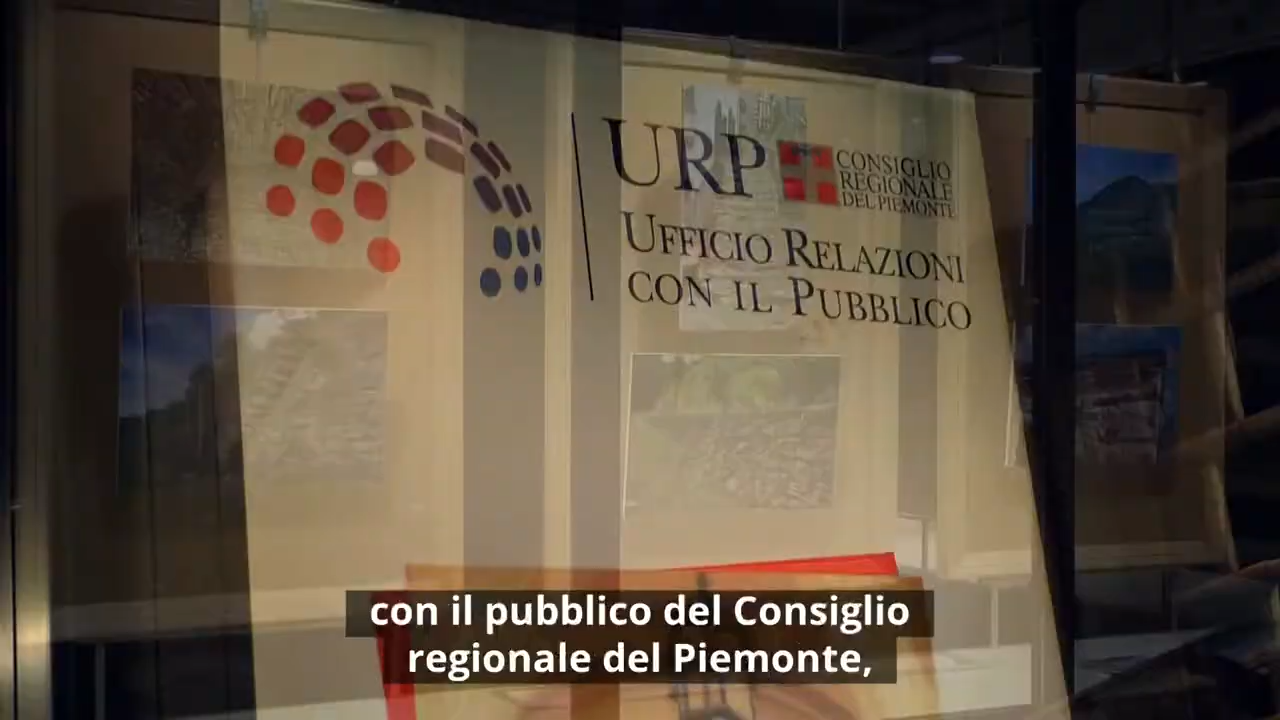 URP
CONSIGLIO
REGIONALE
DEL PIEMONTE
UFFICIO RELAZIONI
CON IL PUBBLICO
con il pubblico del Consiglio
regionale del Piemonte,